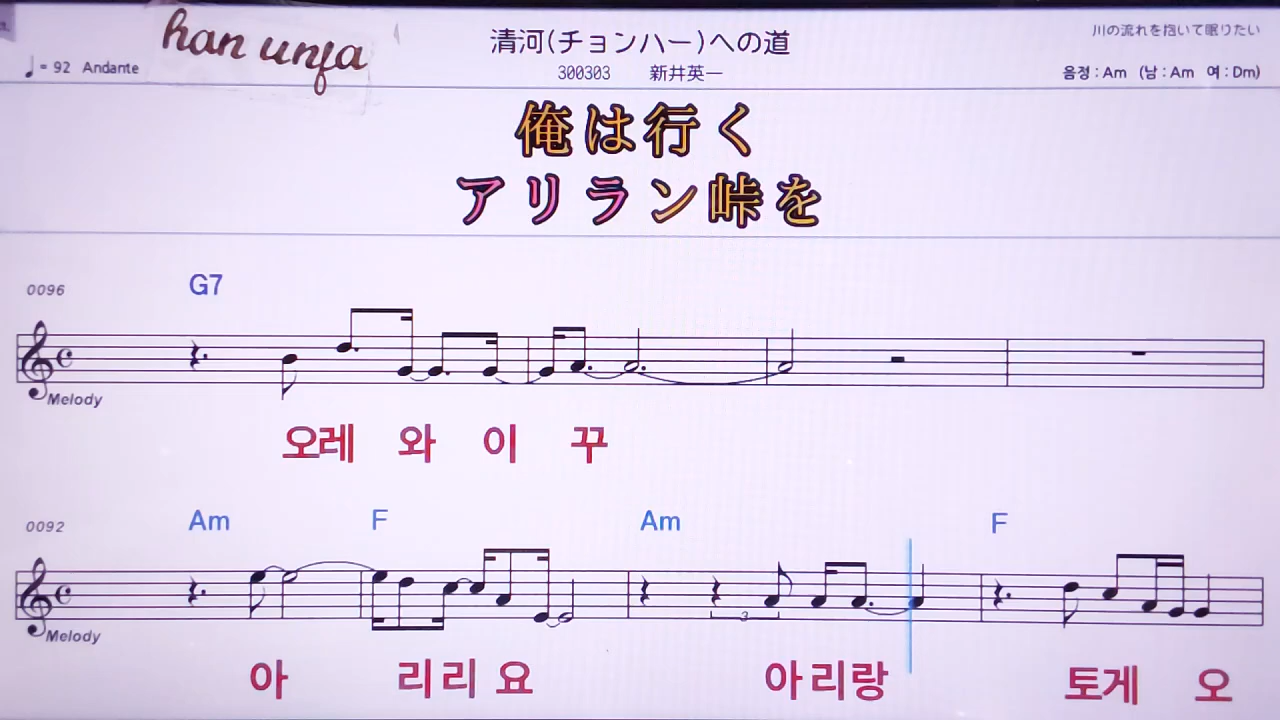 han unfa
清河(チョンハー)への道
川の流れを抱いて眠りたい
♩= 92 Andante
300303 新井英一
음정 : Am (남 : Am 여 : Dm)
俺は行く
アリラン峠を
0096
G7
Melody
오레 와 이 꾸
0092
Am F Am F
3
Melody
아 리리 요 아리랑 토게 오